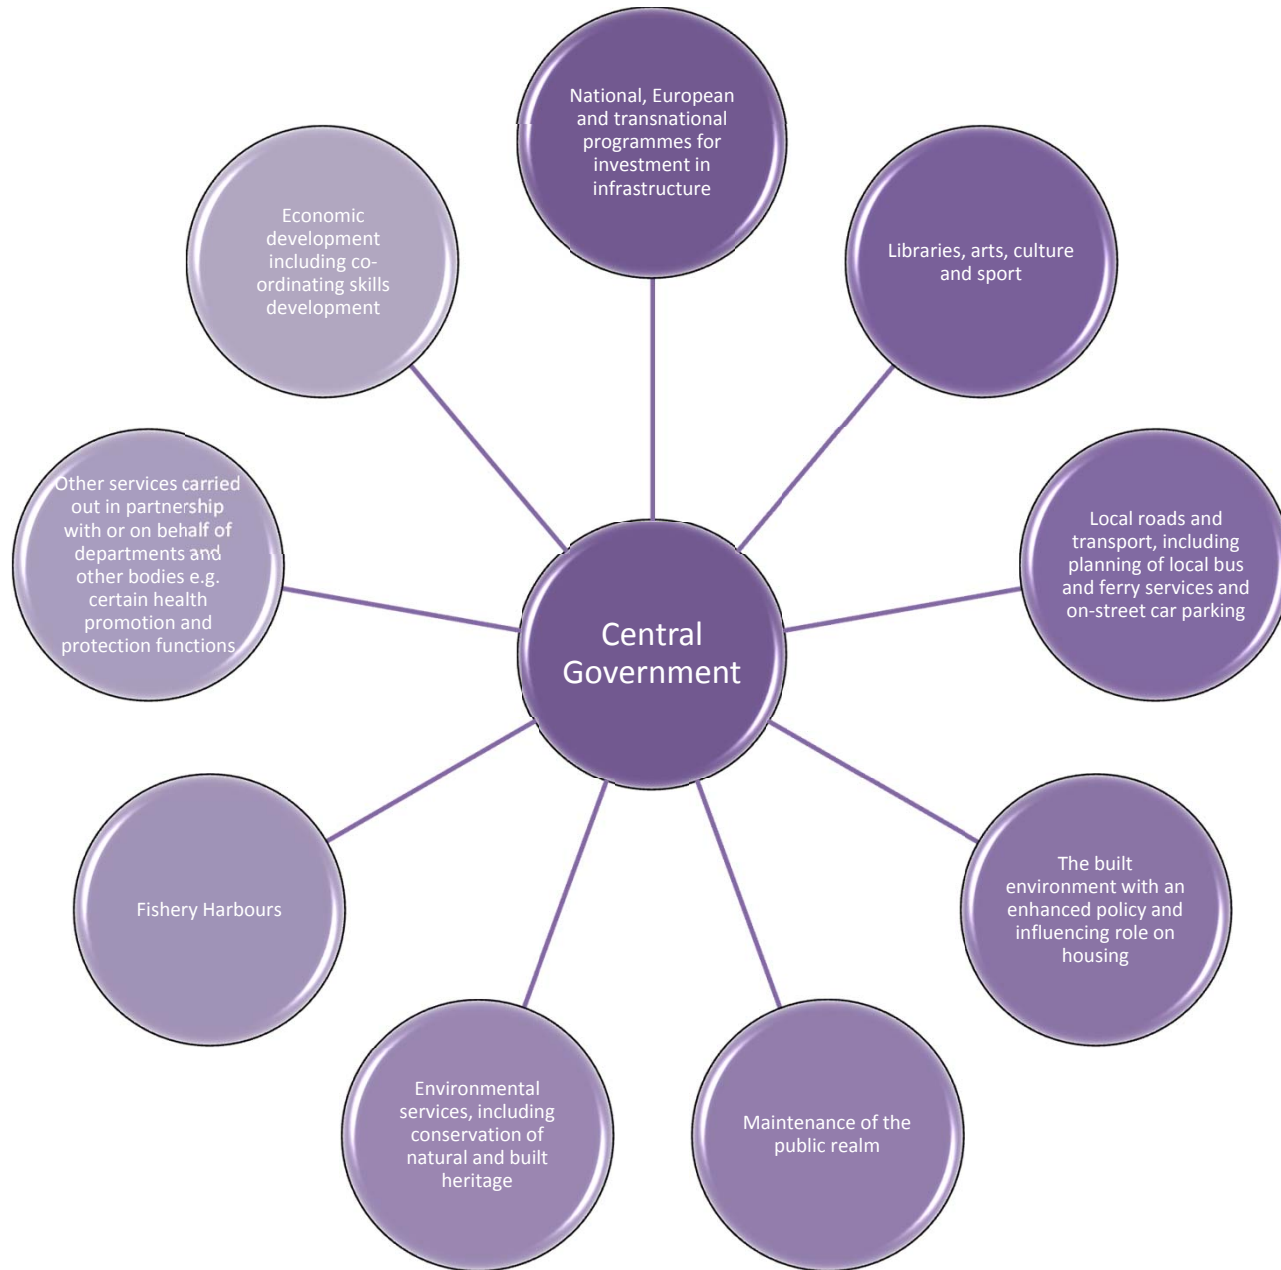 National, European
and transnational
programmes for
investment in
infrastructure
Libraries, arts, culture
and sport
Local roads and
transport, including
planning of local bus
and ferry services and
on-street car parking
The built
environment with an
enhanced policy and
influencing role on
housing
Maintenance of the
public realm
Environmental
services, including
conservation of
natural and built
heritage
Fishery Harbours
Other services carried
out in partnership
with or on behalf of
departments and
other bodies e.g.
certain health
promotion and
protection functions
Economic
development
including co-
ordinating skills
development
Central
Government